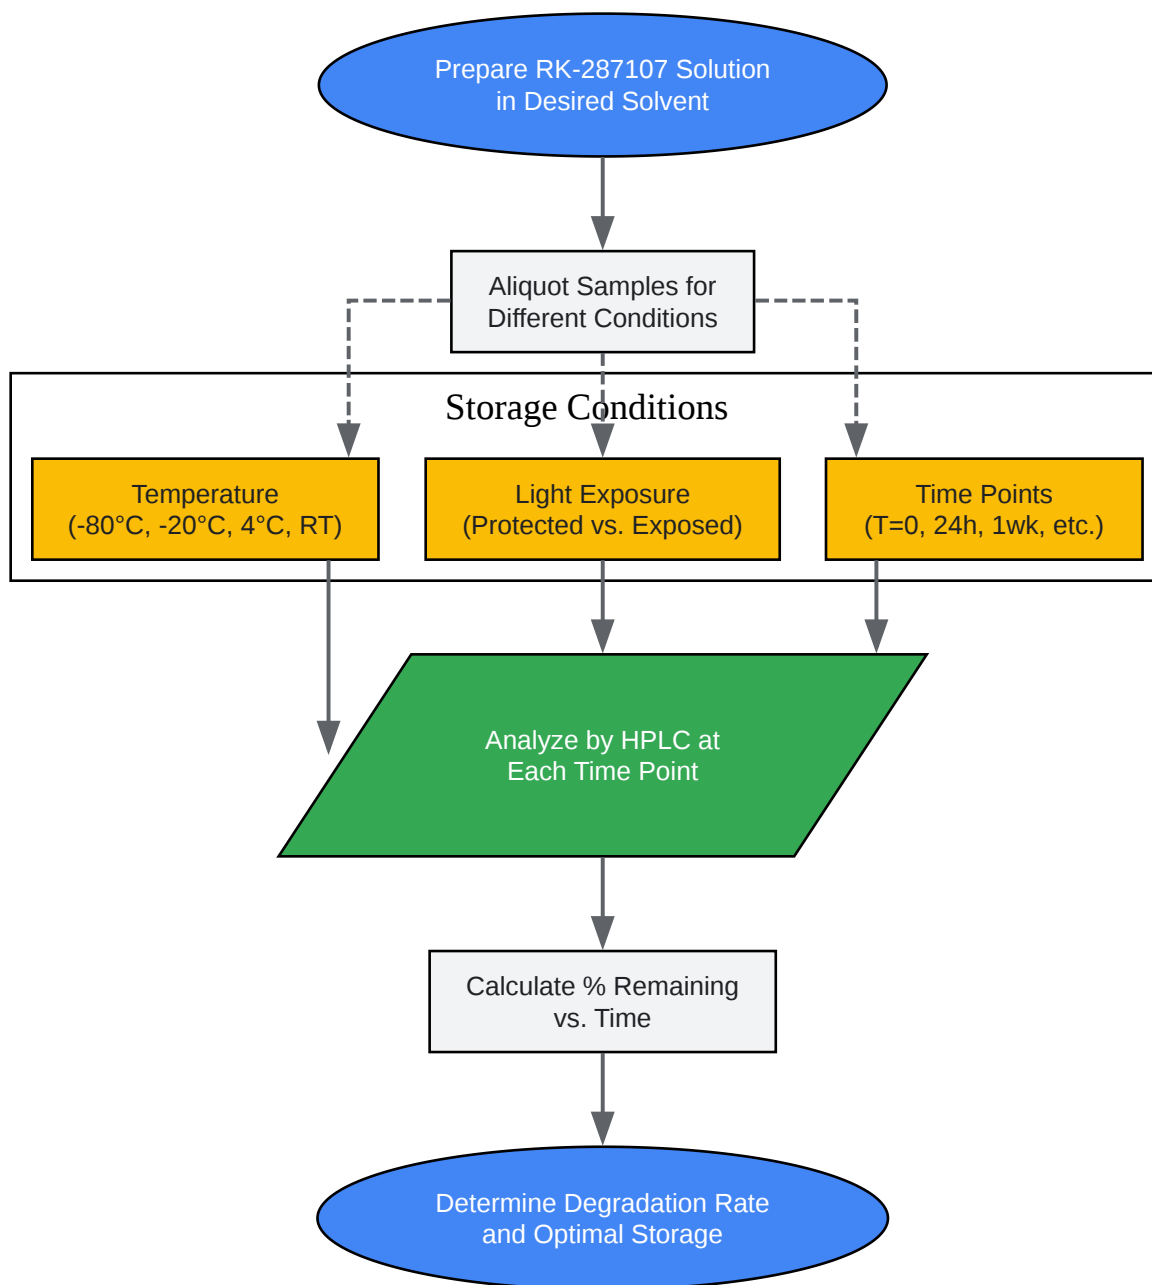 Prepare RK-287107 Solution
in Desired Solvent
Aliquot Samples for
Different Conditions
Storage Conditions
Temperature
(-80°C, -20°C, 4°C, RT)
Light Exposure
(Protected vs. Exposed)
Time Points
(T=0, 24h, 1wk, etc.)
Analyze by HPLC at
Each Time Point
Calculate % Remaining
vs. Time
Determine Degradation Rate
and Optimal Storage